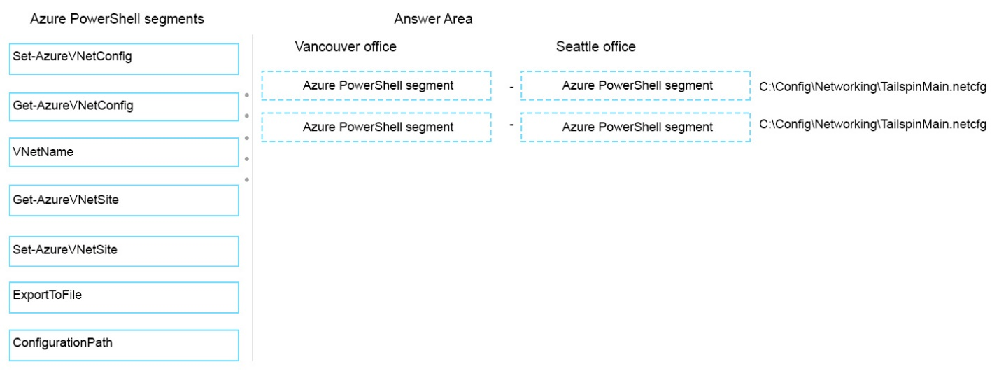 Azure PowerShell segments
Answer Area
Set-AzureVNetConfig
Get-AzureVNetConfig
VNetName
Get-AzureVNetSite
Set-AzureVNetSite
ExportToFile
ConfigurationPath
Vancouver office
Seattle office
Azure PowerShell segment - Azure PowerShell segment C:\Config\Networking\TailspinMain.netcfg
Azure PowerShell segment - Azure PowerShell segment C:\Config\Networking\TailspinMain.netcfg